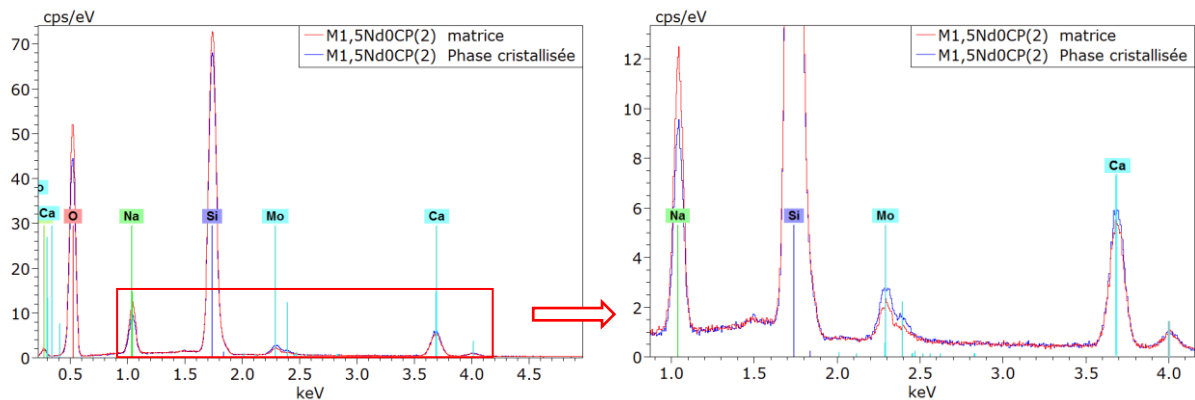 cps/eV
70
60
50
40
30
20
10
0
M1,5Nd0CP(2) matrice
M1,5Nd0CP(2) Phase cristallisée
Ca
O
Na
Si
Mo
Ca
0.5 1.0 1.5 2.0 2.5 3.0 3.5 4.0 4.5
keV
cps/eV
12
10
8
6
4
2
0
M1,5Nd0CP(2) matrice
M1,5Nd0CP(2) Phase cristallisée
Ca
Na
Si
Mo
1.0 1.5 2.0 2.5 3.0 3.5 4.0
keV